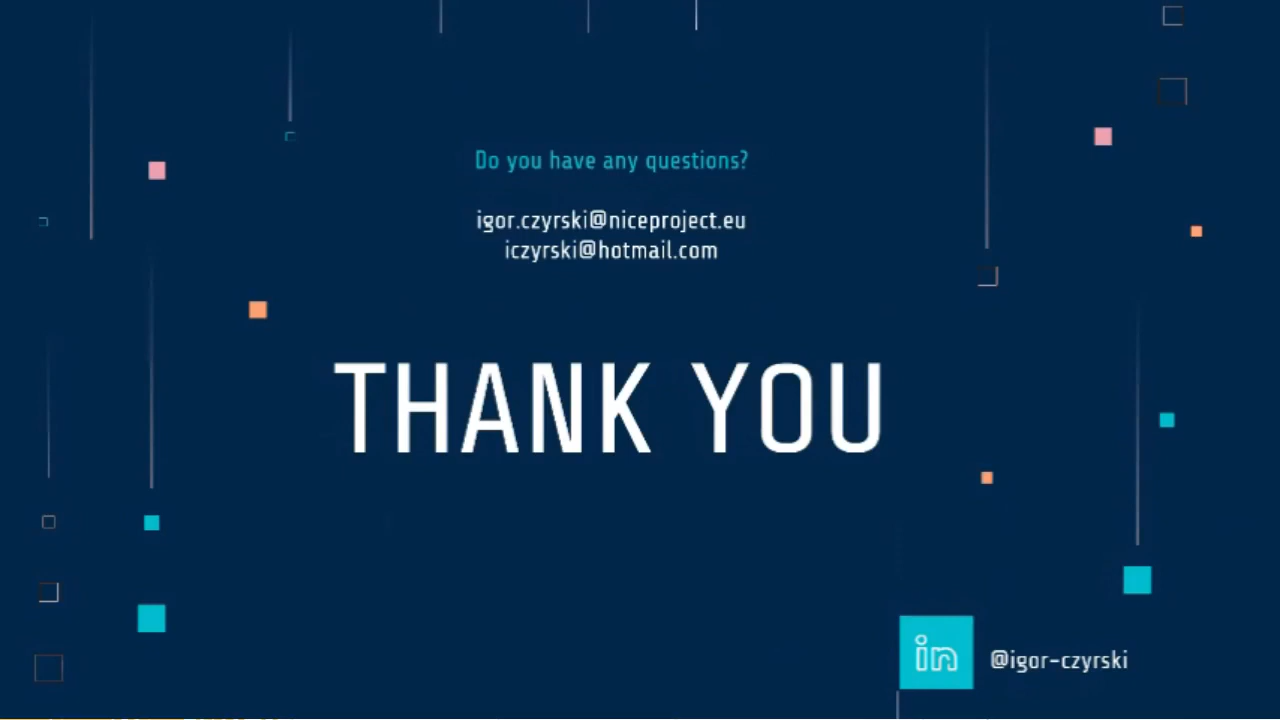 Do you have any questions?
igor.czyrski@niceproject.eu
iczyrski@hotmail.com
THANK YOU
in
@igor-czyrski